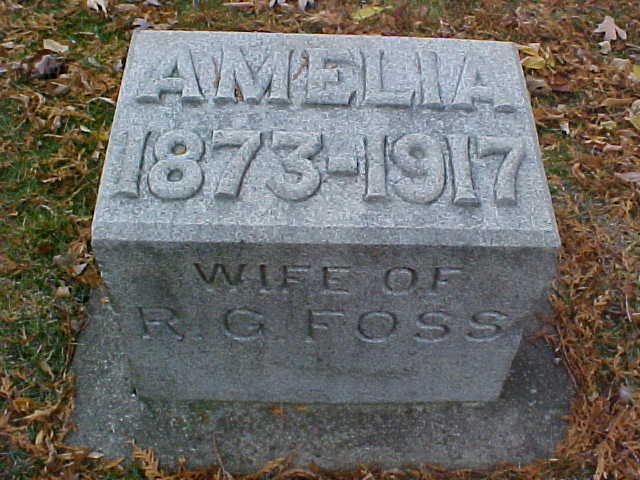 AMELIA
1873-1917
WIFE OF
R. G. FOSS